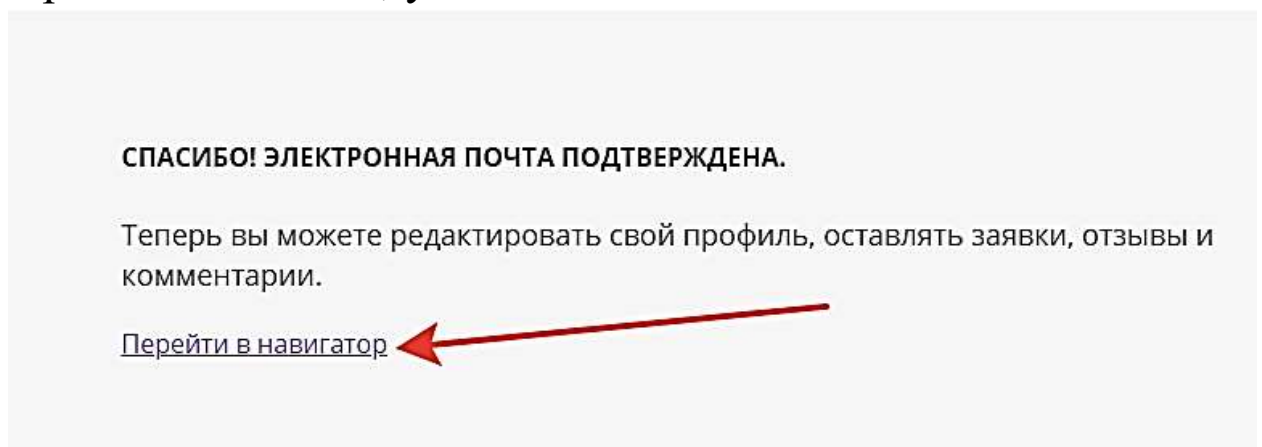 СПАСИБО! ЭЛЕКТРОННАЯ ПОЧТА ПОДТВЕРЖДЕНА.
Теперь вы можете редактировать свой профиль, оставлять заявки, отзывы и
комментарии.
Перейти в навигатор